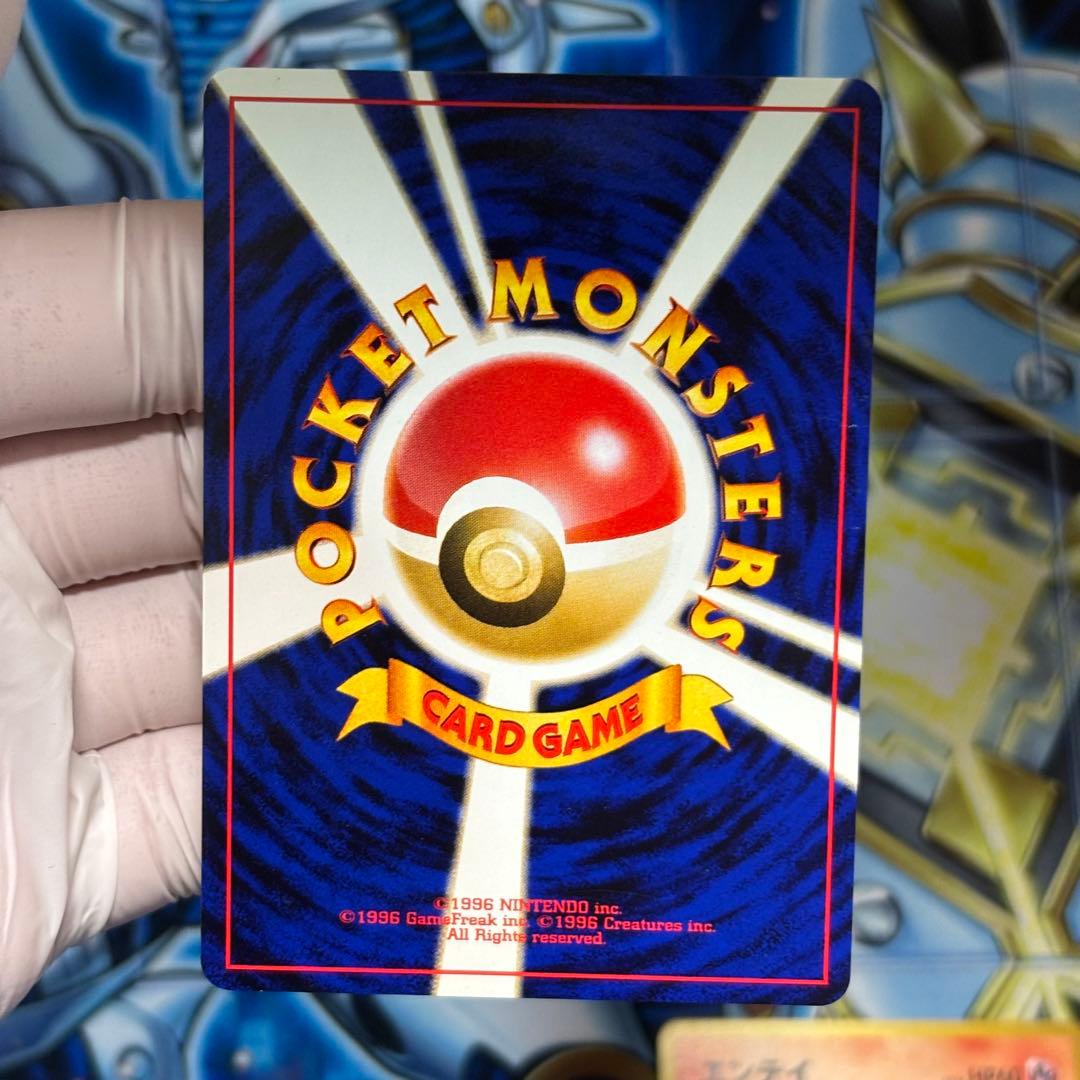 POCKET MONSTERS
CARD GAME
©1996 NINTENDO inc.
©1996 GameFreak inc. ©1996 Creatures inc.
All Rights reserved.
エンテイ